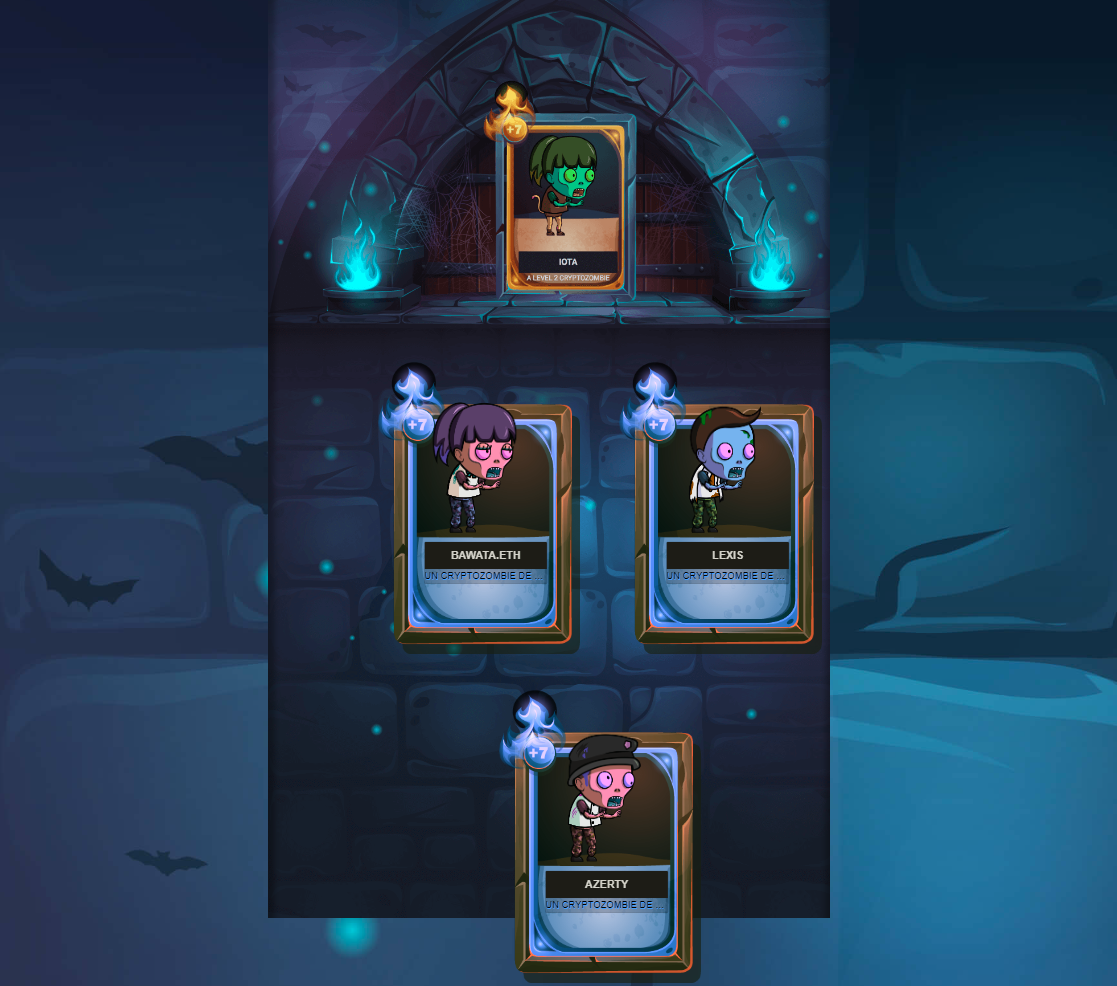 +7
IOTA
A LEVEL 2 CRYPTOZOMBIE
+7
BAWATA.ETH
UN CRYPTOZOMBIE DE ...
+7
LEXIS
UN CRYPTOZOMBIE DE ...
+7
AZERTY
UN CRYPTOZOMBIE DE ...